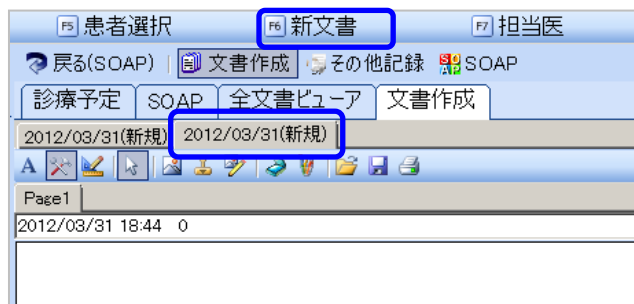 F5 患者選択 F6 新文書 F7 担当医
戻る(SOAP) 文書作成 その他記録 SOAP
診療予定 SOAP 全文書ビューア 文書作成
2012/03/31(新規) 2012/03/31(新規)
A
Page1
2012/03/31 18:44 0